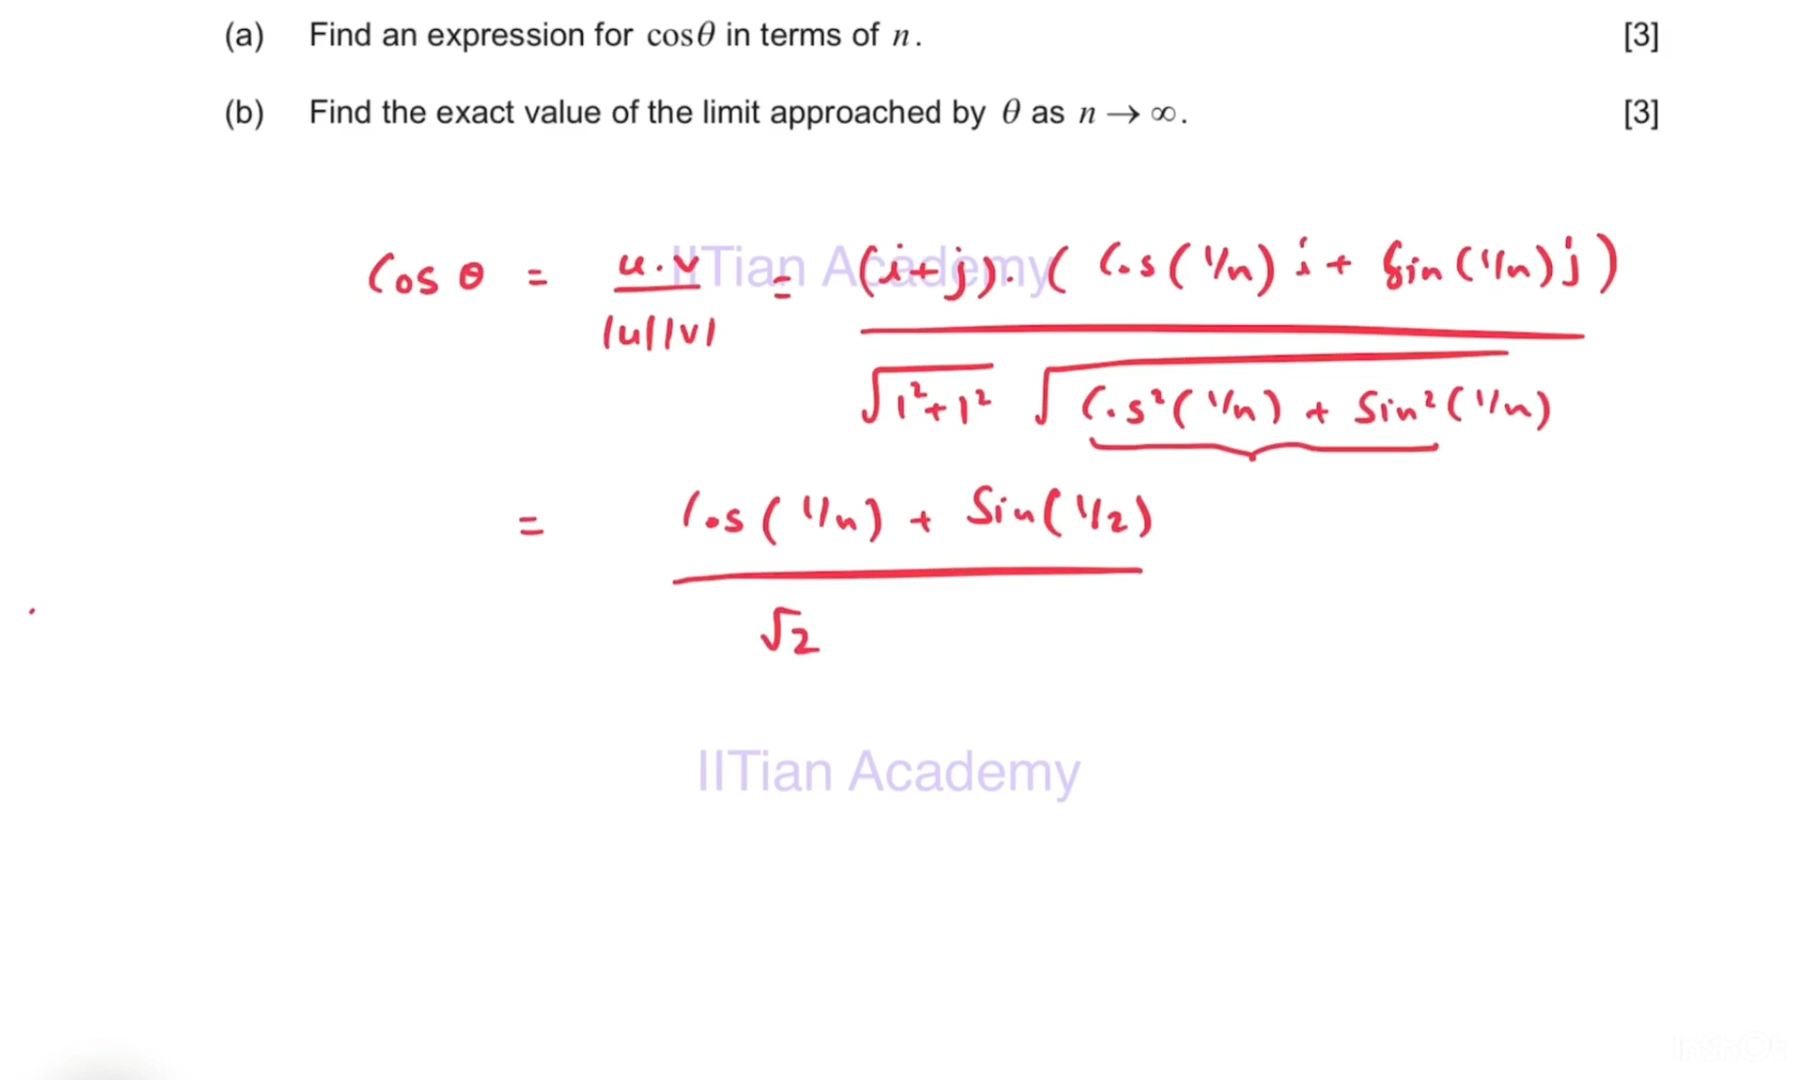 (a) Find an expression for cosθ in terms of n. [3]
(b) Find the exact value of the limit approached by θ as n → ∞. [3]
IITian Academy
Cos θ = u.v / |u||v| = (i+j).( Cos(1/n) i + Sin(1/n) j ) / √1²+1² √Cos²(1/n) + Sin²(1/n)
= Cos(1/n) + Sin(1/2) / √2
IITian Academy